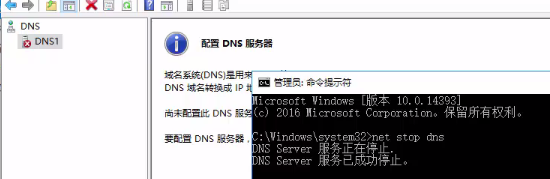 DNS
DNS1
配置 DNS 服务器
域名系统(DNS)是用来
DNS 域名转换成 IP 地
尚未配置此 DNS 服务
要配置 DNS 服务器，
管理员: 命令提示符
Microsoft Windows [版本 10.0.14393]
(c) 2016 Microsoft Corporation。保留所有权利。
C:\Windows\system32>net stop dns
DNS Server 服务正在停止.
DNS Server 服务已成功停止。